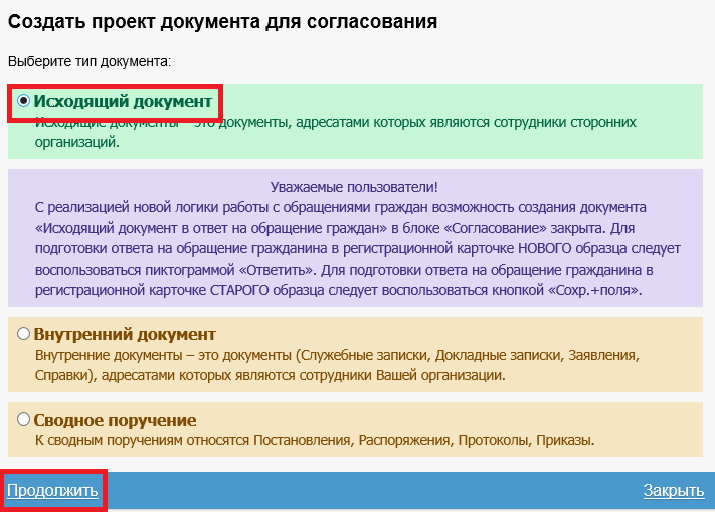 Создать проект документа для согласования
Выберите тип документа:
Исходящий документ
Исходящие документы – это документы, адресатами которых являются сотрудники сторонних
организаций.
Уважаемые пользователи!
С реализацией новой логики работы с обращениями граждан возможность создания документа
«Исходящий документ в ответ на обращение граждан» в блоке «Согласование» закрыта. Для
подготовки ответа на обращение гражданина в регистрационной карточке НОВОГО образца следует
воспользоваться пиктограммой «Ответить». Для подготовки ответа на обращение гражданина в
регистрационной карточке СТАРОГО образца следует воспользоваться кнопкой «Сохр.+поля».
Внутренний документ
Внутренние документы – это документы (Служебные записки, Докладные записки, Заявления,
Справки), адресатами которых являются сотрудники Вашей организации.
Сводное поручение
К сводным поручениям относятся Постановления, Распоряжения, Протоколы, Приказы.
Продолжить Закрыть